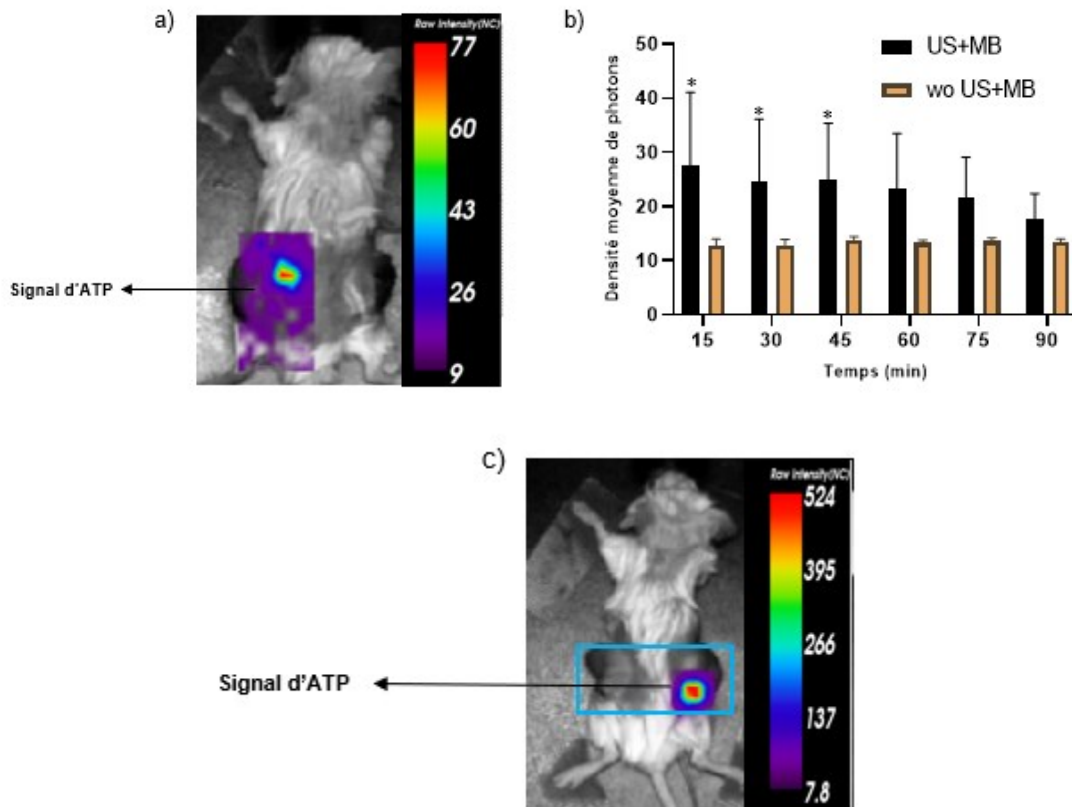 a)
Raw Intensity(NC)
77
60
43
26
9
Signal d'ATP
b)
Densité moyenne de photons
50
40
30
20
10
0
* * *
US+MB
wo US+MB
15 30 45 60 75 90
Temps (min)
c)
Raw Intensity(NC)
524
395
266
137
7.8
Signal d'ATP